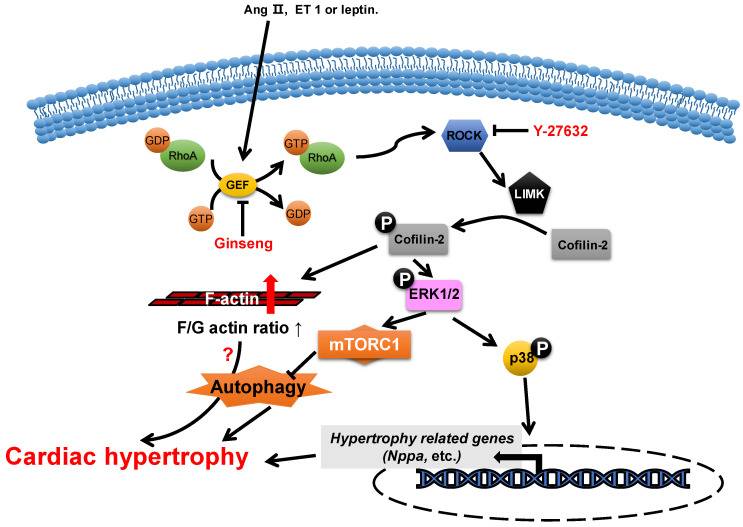 Ang Ⅱ, ET 1 or leptin.
GDP
RhoA
GTP
RhoA
ROCK
Y-27632
GEF
LIMK
GTP
GDP
Ginseng
P
Cofilin-2
Cofilin-2
P
ERK1/2
F-actin
F/G actin ratio ↑
mTORC1
?
p38
P
Autophagy
Hypertrophy related genes
(Nppa, etc.)
Cardiac hypertrophy